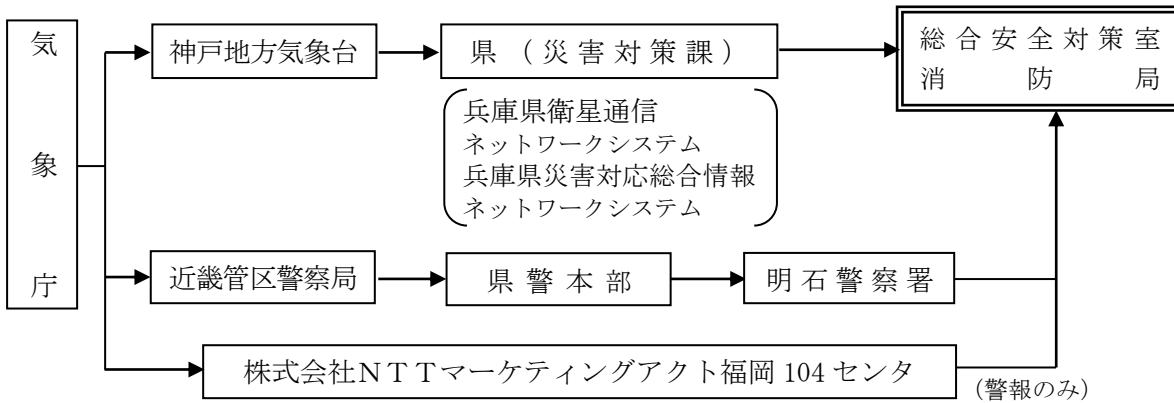 気象庁
神戸地方気象台
県（災害対策課）
総合安全対策室
消防局
兵庫県衛星通信
ネットワークシステム
兵庫県災害対応総合情報
ネットワークシステム
近畿管区警察局
県警本部
明石警察署
株式会社ＮＴＴマーケティングアクト福岡 104 センタ
（警報のみ）